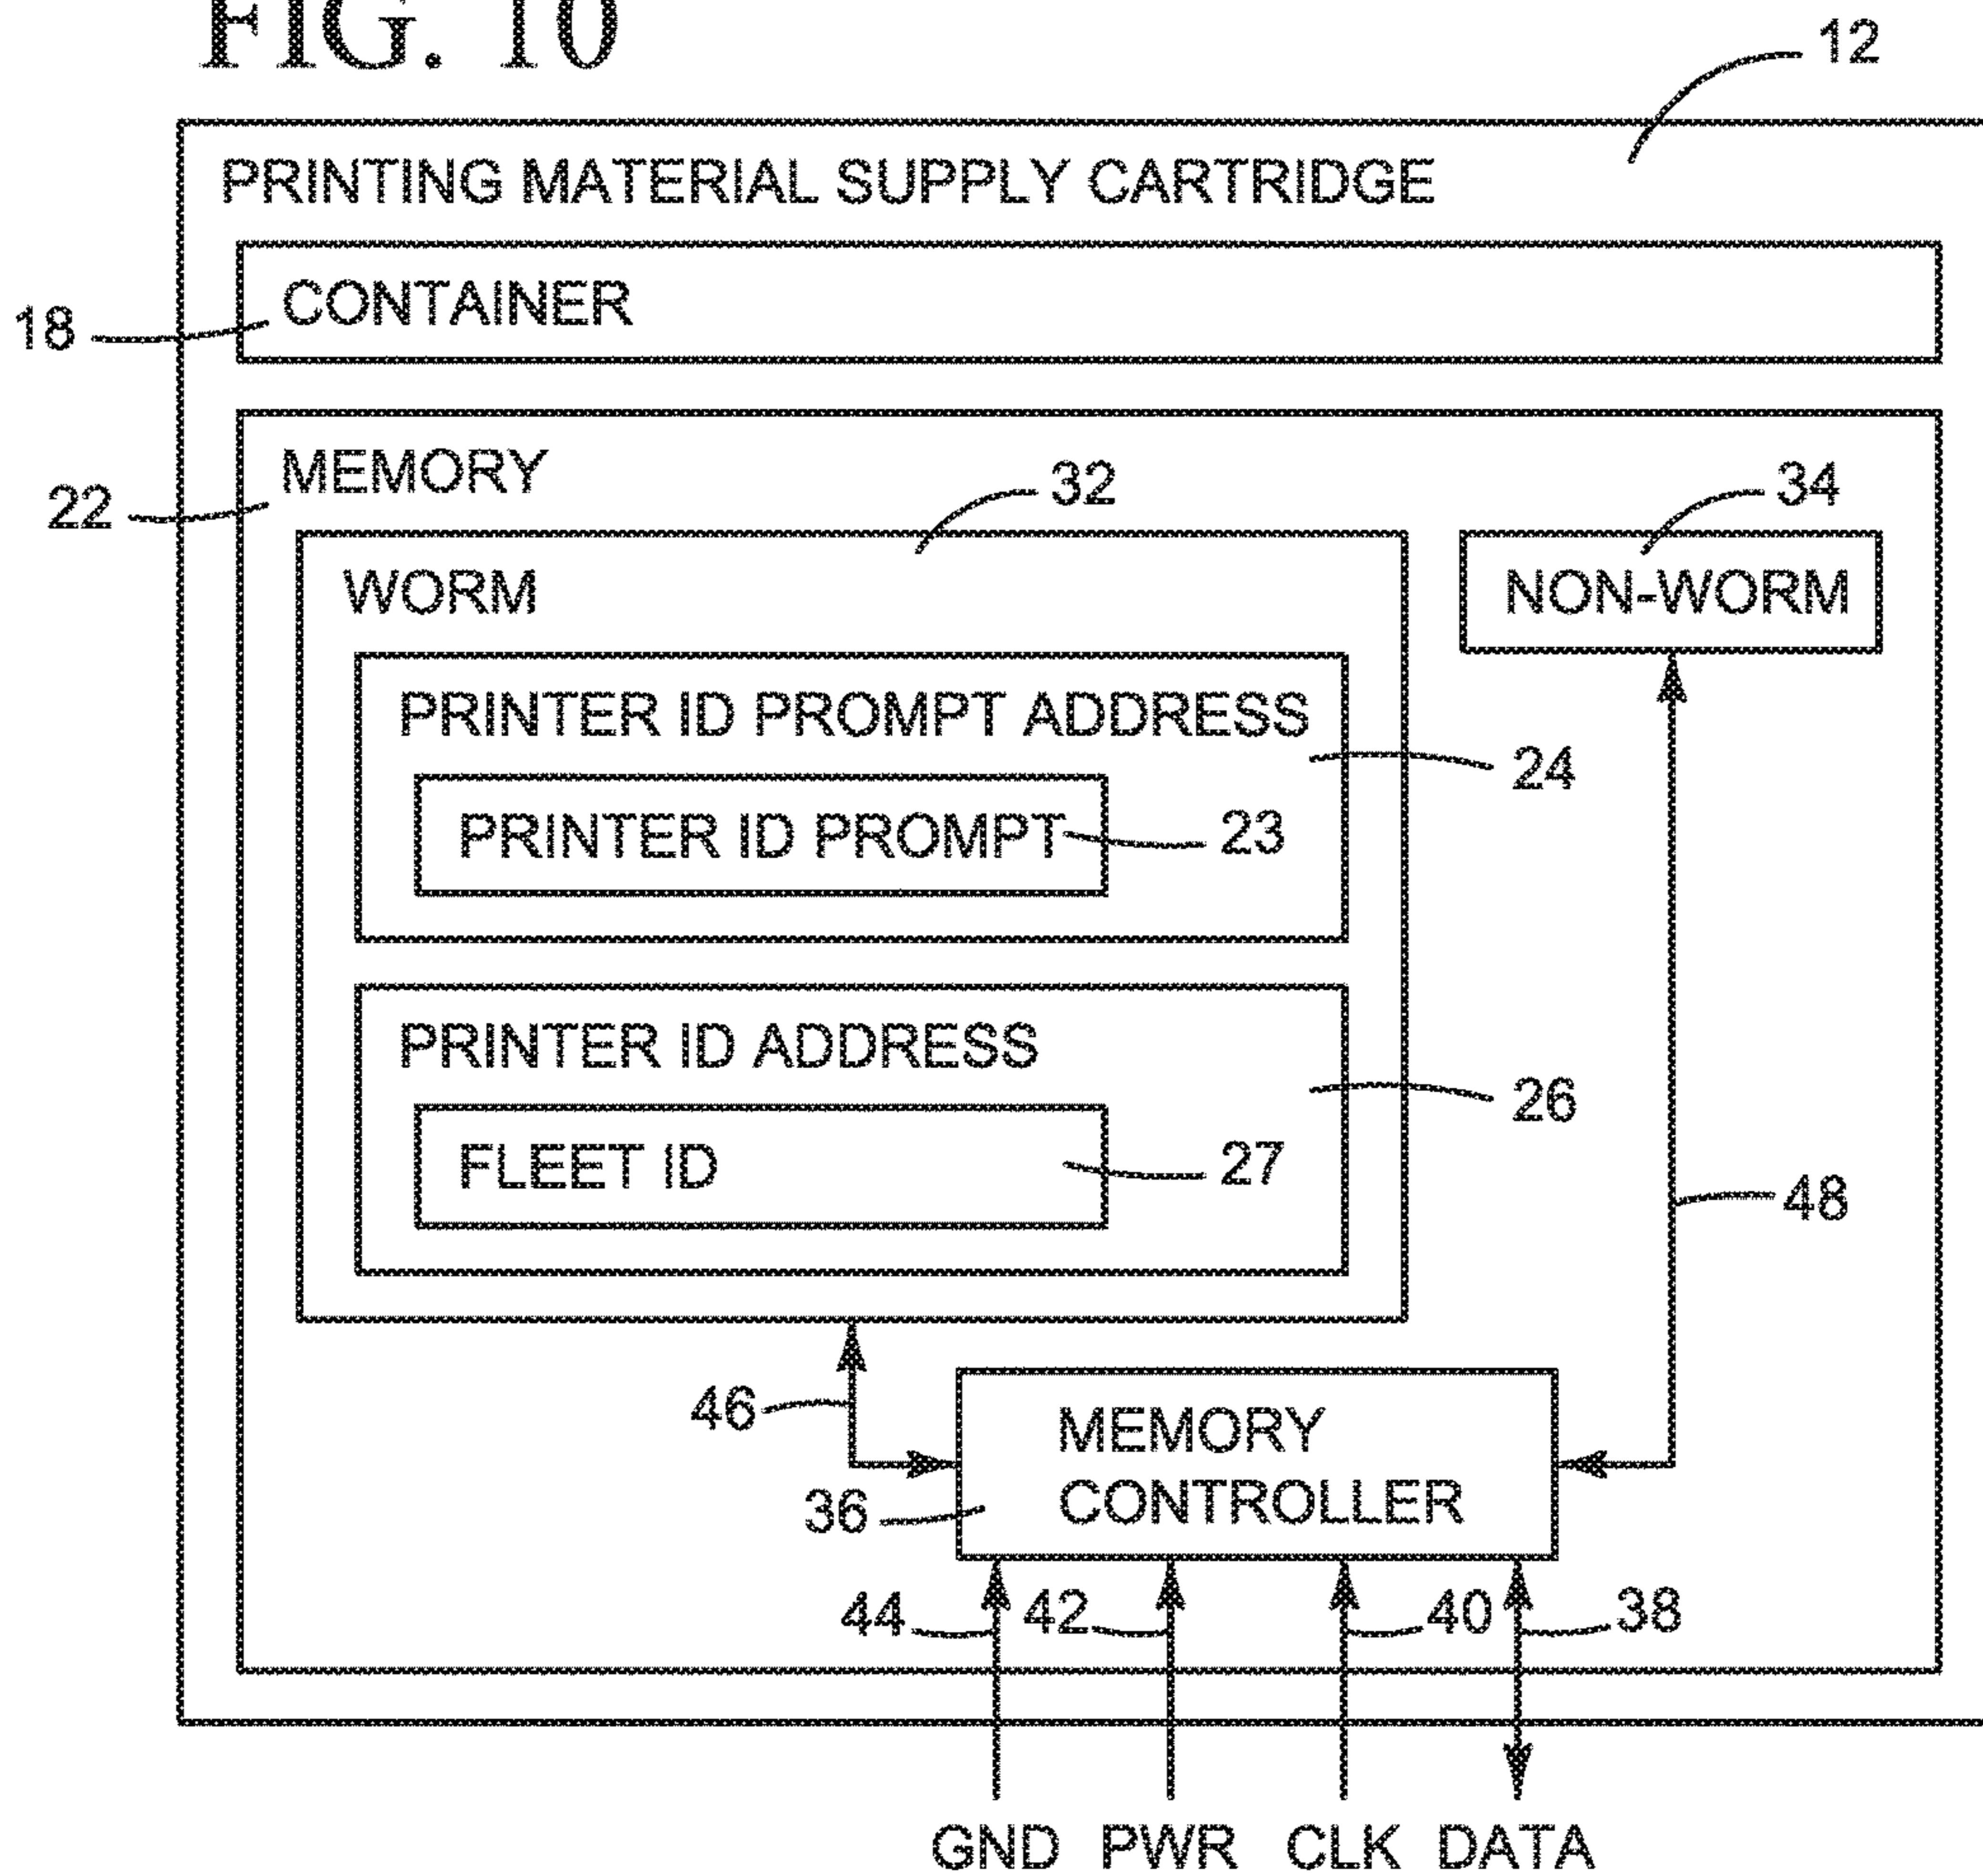 FIG. 10
12
PRINTING MATERIAL SUPPLY CARTRIDGE
CONTAINER
18
MEMORY
22
32
34
WORM
NON-WORM
PRINTER ID PROMPT ADDRESS
24
PRINTER ID PROMPT
23
PRINTER ID ADDRESS
26
FLEET ID
27
48
46
MEMORY
CONTROLLER
36
44
42
40
38
GND
PWR
CLK
DATA